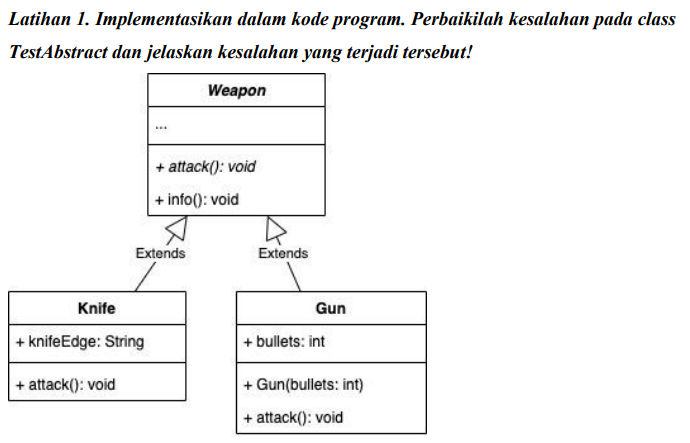 Latihan 1. Implementasikan dalam kode program. Perbaikilah kesalahan pada class
TestAbstract dan jelaskan kesalahan yang terjadi tersebut!
Weapon
...
+ attack(): void
+ info(): void
Extends
Extends
Knife
+ knifeEdge: String
+ attack(): void
Gun
+ bullets: int
+ Gun(bullets: int)
+ attack(): void